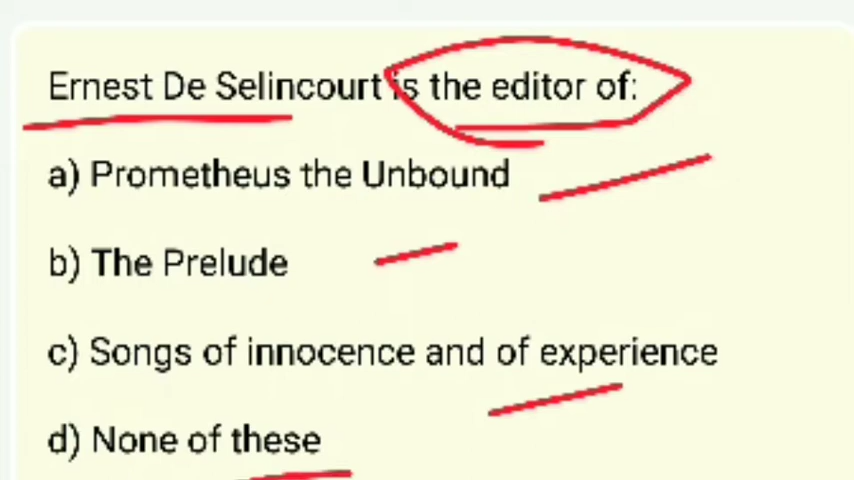 Ernest De Selincourt is the editor of:
a) Prometheus the Unbound
b) The Prelude
c) Songs of innocence and of experience
d) None of these